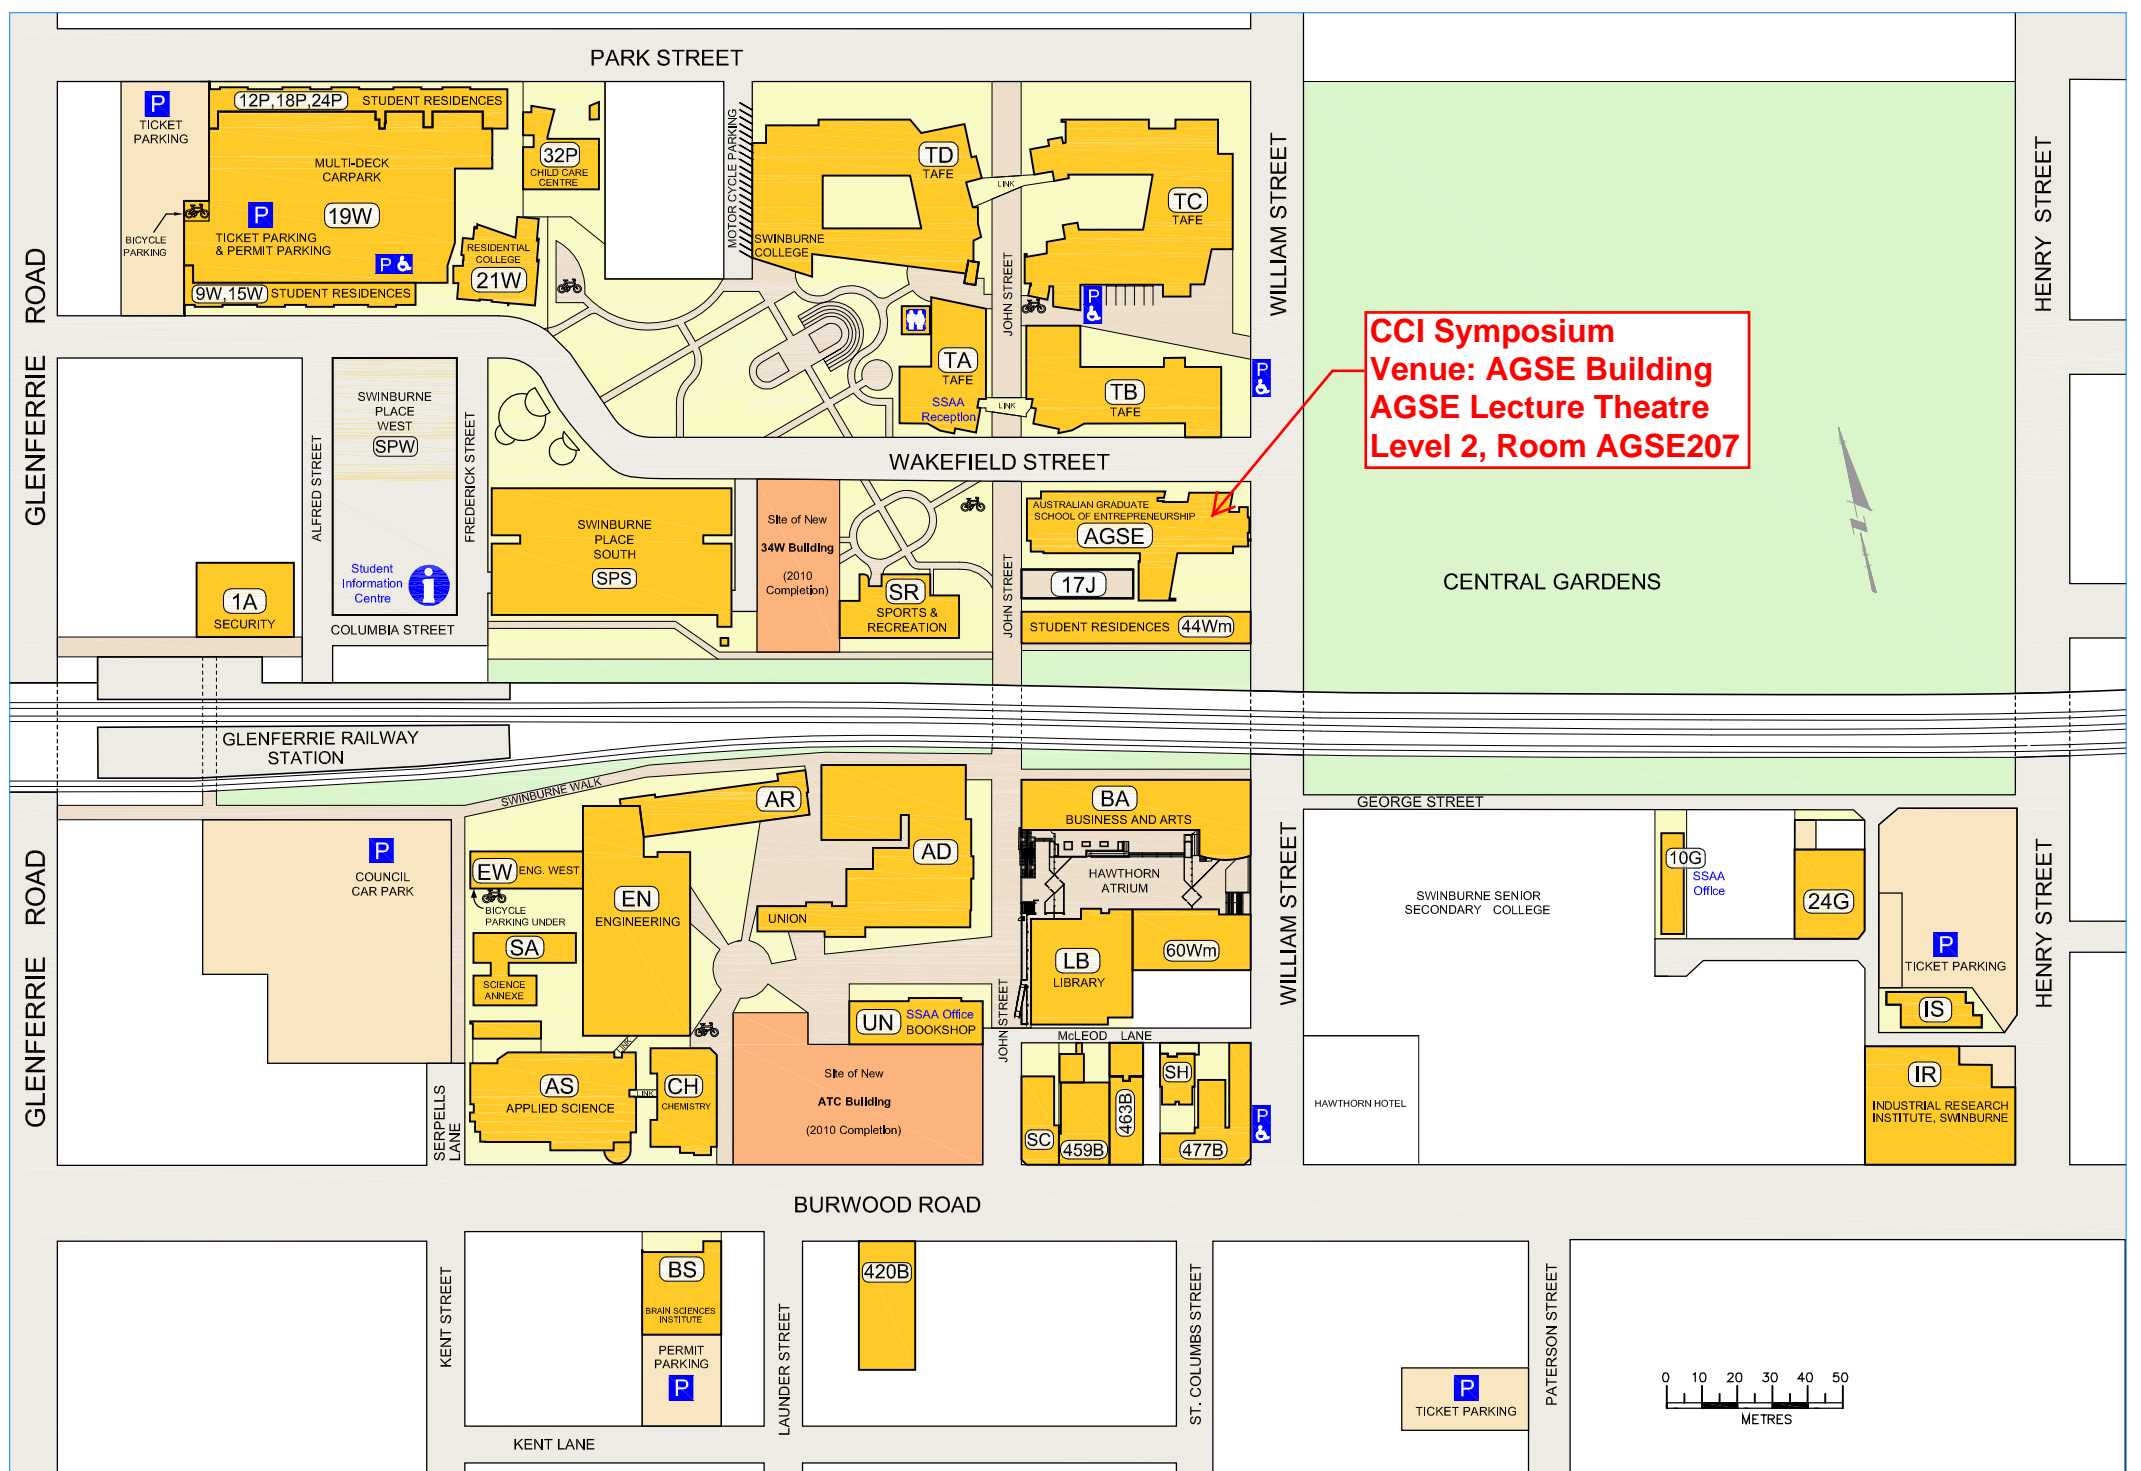 PARK STREET
P
TICKET
PARKING
12P,18P,24P STUDENT RESIDENCES
MULTI-DECK
CARPARK
19W
P
TICKET PARKING
& PERMIT PARKING
P
BICYCLE
PARKING
9W,15W STUDENT RESIDENCES
32P
CHILD CARE
CENTRE
RESIDENTIAL
COLLEGE
21W
MOTOR CYCLE PARKING
TD
TAFE
SWINBURNE
COLLEGE
LINK
TC
TAFE
JOHN STREET
P
TA
TAFE
SSAA
Reception
LINK
TB
TAFE
P
WILLIAM STREET
HENRY STREET
GLENFERRIE ROAD
CCI Symposium
Venue: AGSE Building
AGSE Lecture Theatre
Level 2, Room AGSE207
WAKEFIELD STREET
SWINBURNE
PLACE
WEST
SPW
Student
Information
Centre
i
ALFRED STREET
FREDERICK STREET
COLUMBIA STREET
1A
SECURITY
SWINBURNE
PLACE
SOUTH
SPS
Site of New
34W Building
(2010
Completion)
SR
SPORTS &
RECREATION
JOHN STREET
AUSTRALIAN GRADUATE
SCHOOL OF ENTREPRENEURSHIP
AGSE
17J
STUDENT RESIDENCES 44Wm
CENTRAL GARDENS
GLENFERRIE RAILWAY
STATION
SWINBURNE WALK
GLENFERRIE ROAD
P
COUNCIL
CAR PARK
AR
EW ENG. WEST
BICYCLE
PARKING UNDER
EN
ENGINEERING
SA
SCIENCE
ANNEXE
AD
UNION
BA
BUSINESS AND ARTS
HAWTHORN
ATRIUM
LB
LIBRARY
60Wm
WILLIAM STREET
GEORGE STREET
SWINBURNE SENIOR
SECONDARY COLLEGE
10G
SSAA
Office
24G
P
TICKET PARKING
IS
HENRY STREET
UN SSAA Office
BOOKSHOP
JOHN STREET
McLEOD LANE
LINK
AS
APPLIED SCIENCE
LINK
CH
CHEMISTRY
Site of New
ATC Building
(2010 Completion)
SC
459B
463B
SH
477B
P
HAWTHORN HOTEL
IR
INDUSTRIAL RESEARCH
INSTITUTE, SWINBURNE
SERPELLS
LANE
BURWOOD ROAD
KENT STREET
BS
BRAIN SCIENCES
INSTITUTE
PERMIT
PARKING
P
LAUNDER STREET
420B
ST. COLUMBS STREET
P
TICKET PARKING
PATERSON STREET
0 10 20 30 40 50
METRES
KENT LANE